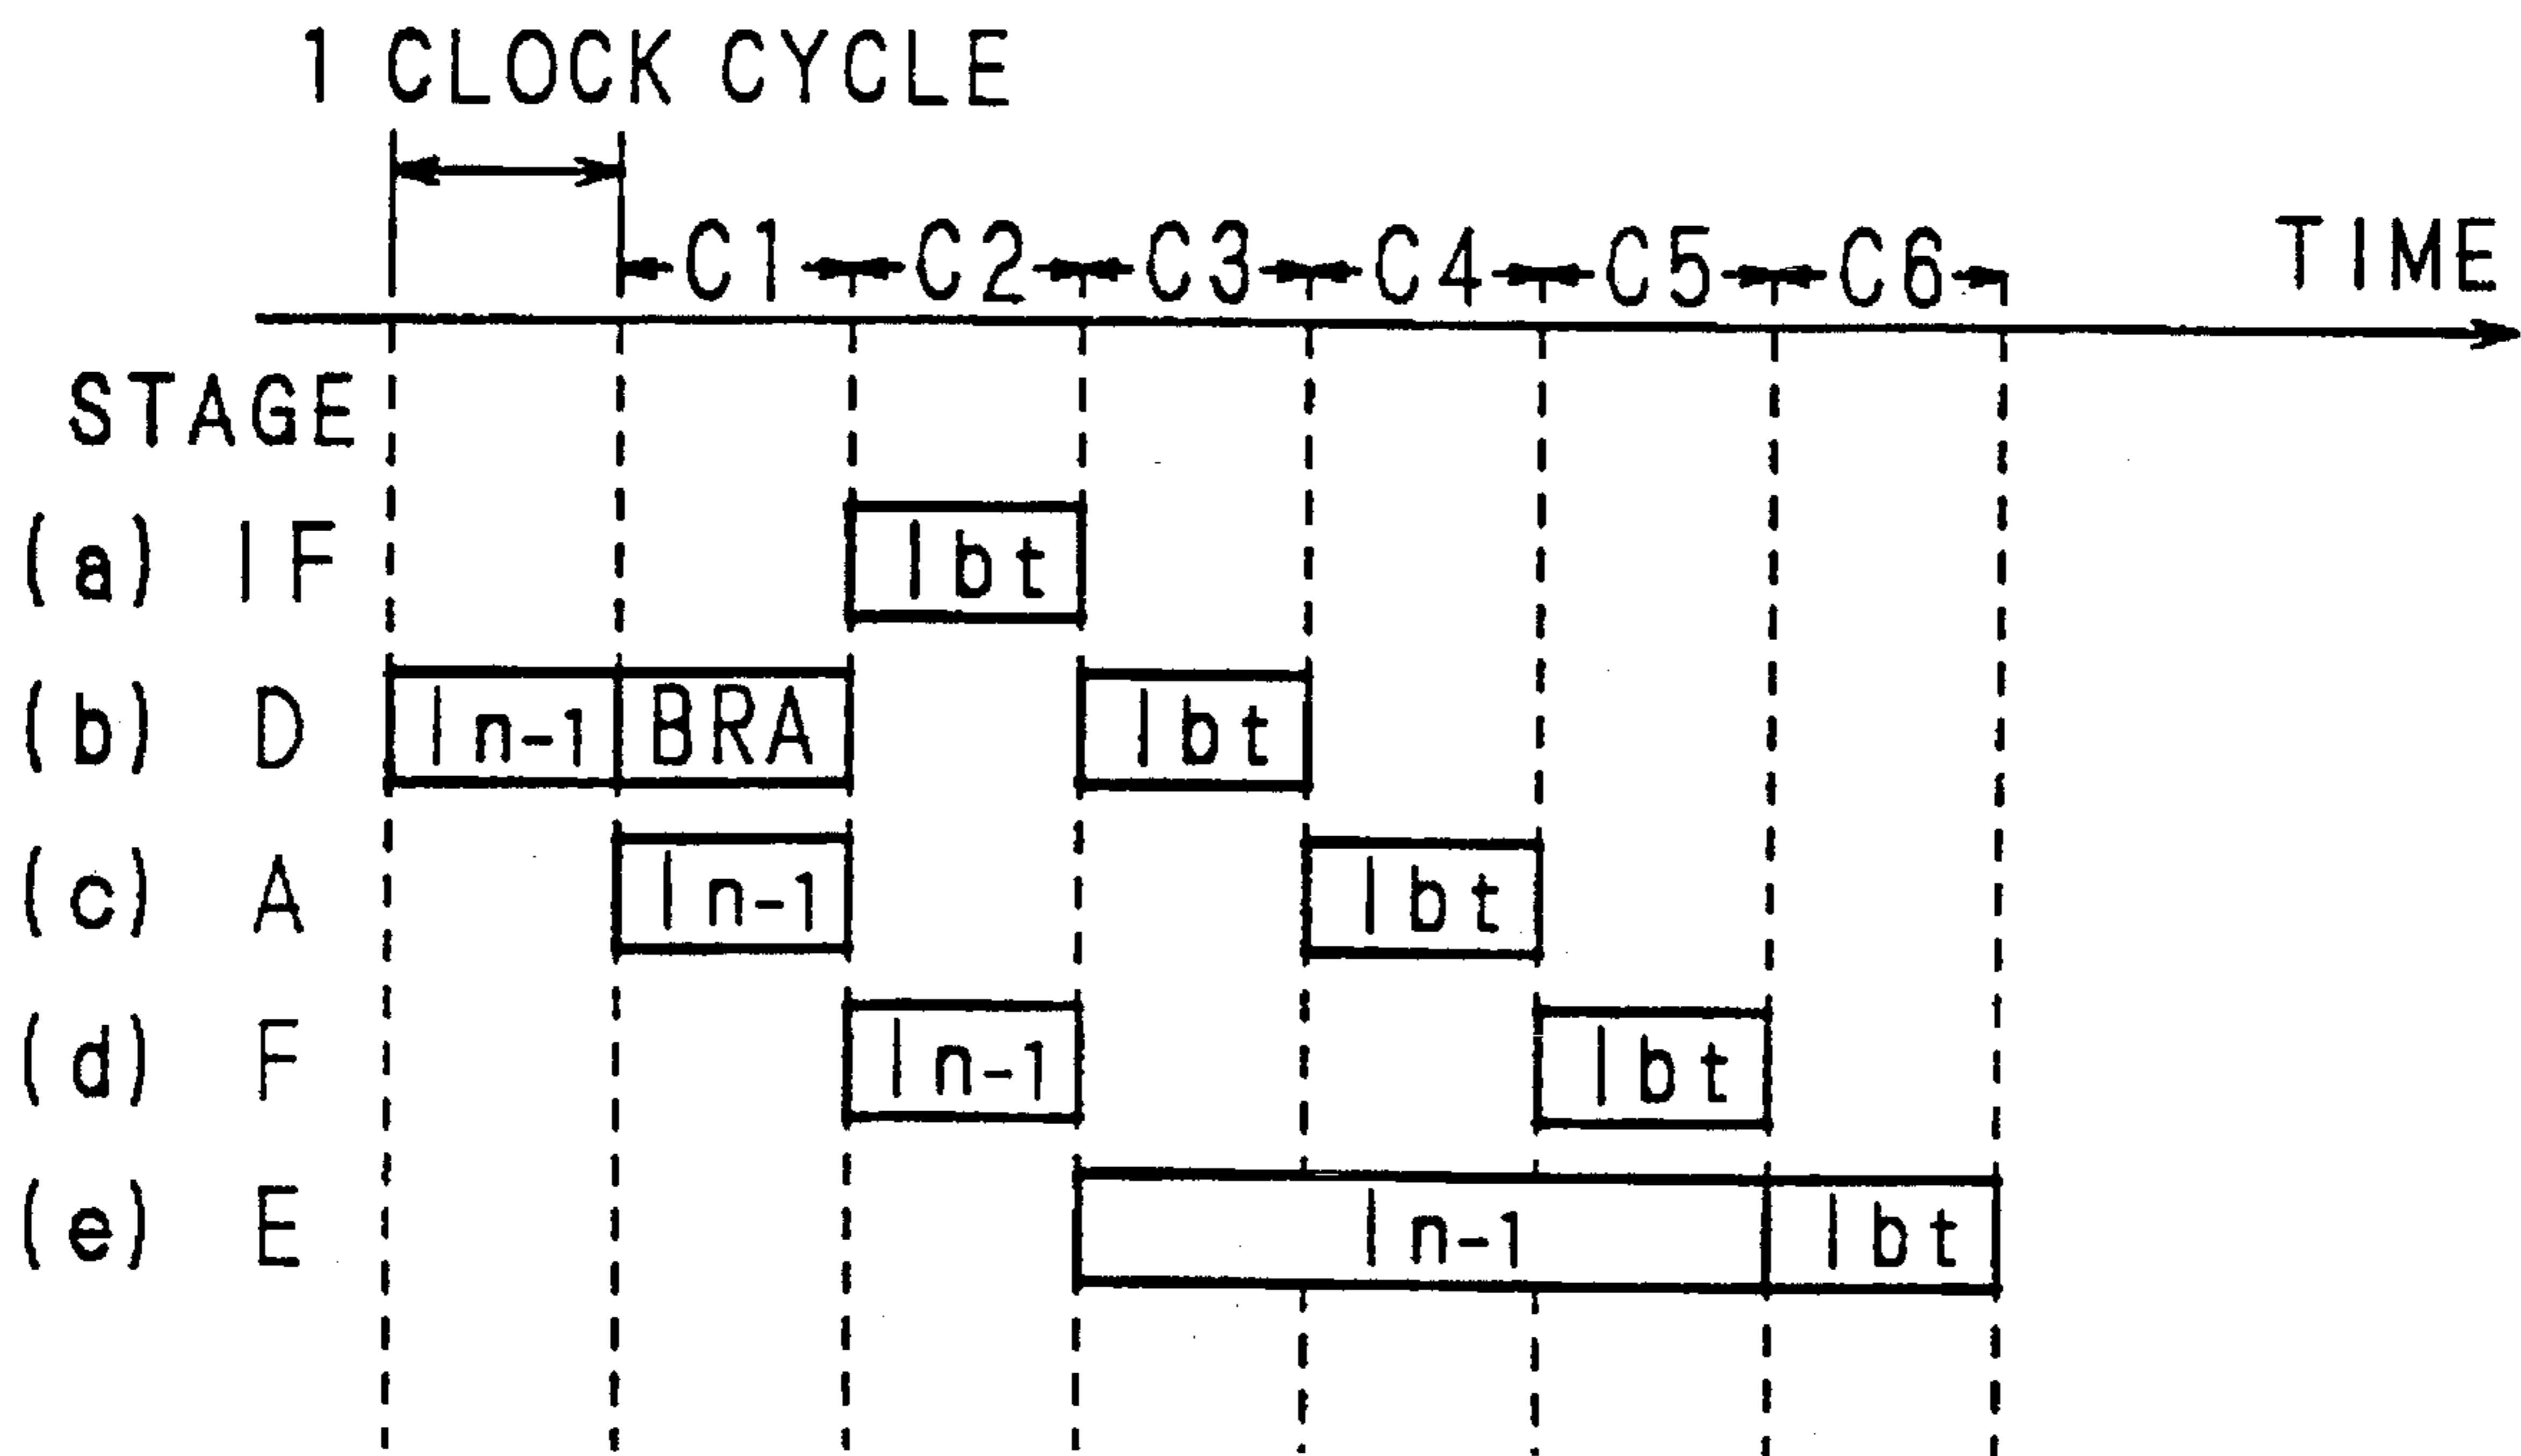 1 CLOCK CYCLE
C1 C2 C3 C4 C5 C6 TIME
STAGE
(a) IF Ibt
(b) D In-1 BRA Ibt
(c) A In-1 Ibt
(d) F In-1 Ibt
(e) E In-1 Ibt